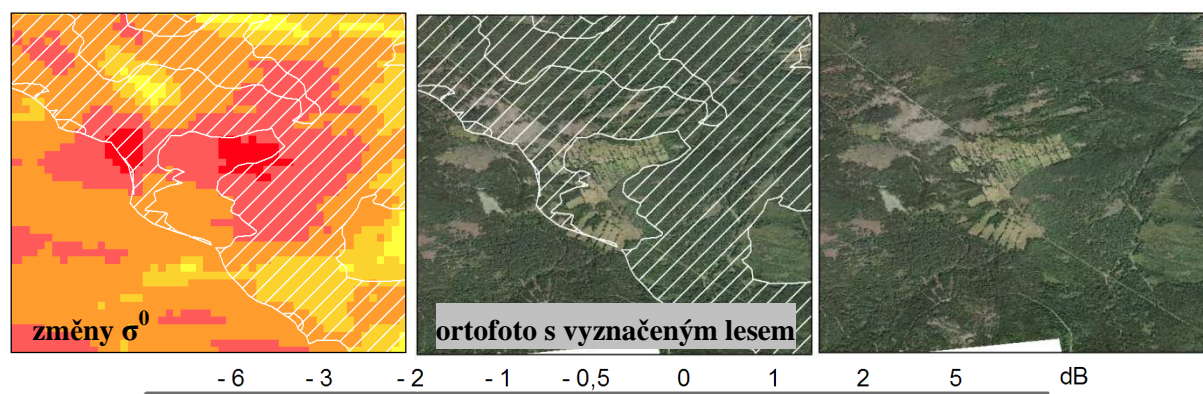 změny σ⁰
ortofoto s vyznačeným lesem
- 6 - 3 - 2 - 1 - 0,5 0 1 2 5 dB